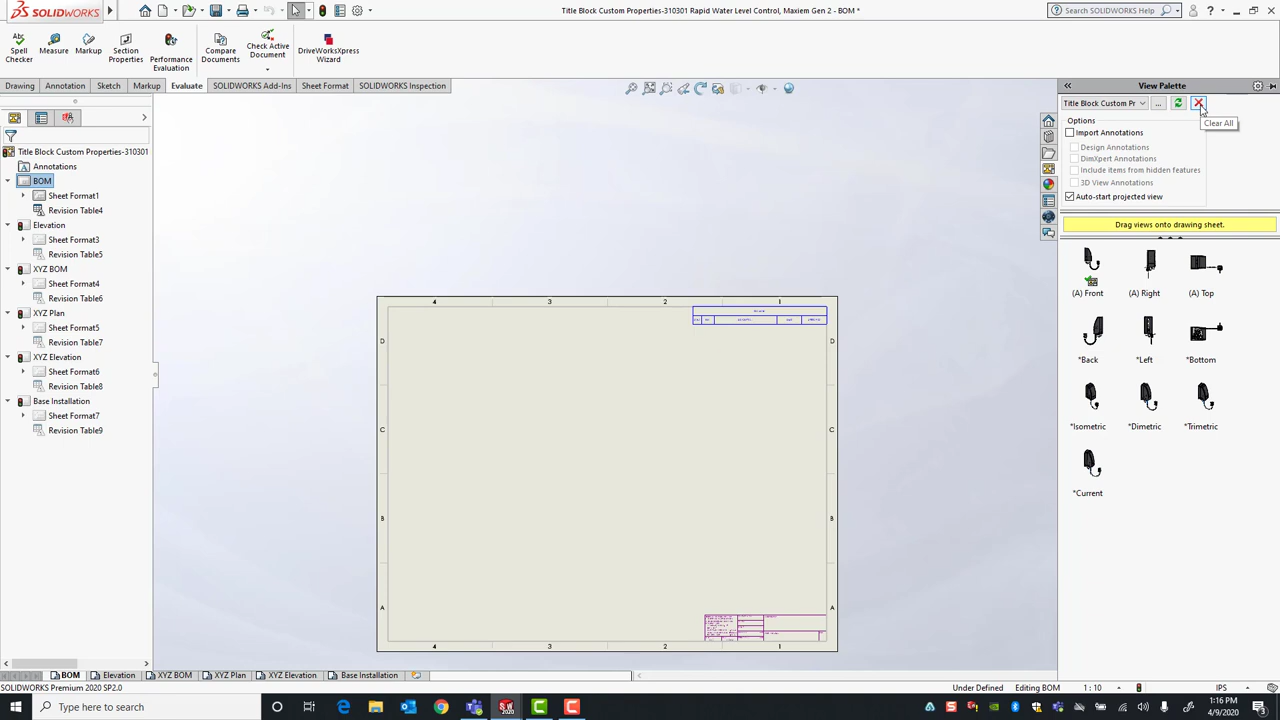 SOLIDWORKS
Title Block Custom Properties-310301 Rapid Water Level Control, Maxiem Gen 2 - BOM *
Search SOLIDWORKS
Spell Checker
Measure
Markup
Section Properties
Performance Evaluation
Compare Documents
Check Active Document
DriveWorksXpress Wizard
Drawing
Annotation
Sketch
Markup
Evaluate
SOLIDWORKS Add-Ins
Sheet Format
SOLIDWORKS Inspection
View Palette
Title Block Custom Pr
...
Clear All
Options
Import Annotations
Design Annotations
DimXpert Annotations
Include items from hidden features
3D View Annotations
Auto-start projected view
Drag views onto drawing sheet.
(A) Front
(A) Right
(A) Top
*Back
*Left
*Bottom
*Isometric
*Dimetric
*Trimetric
*Current
Title Block Custom Properties-310301
Annotations
BOM
Sheet Format1
Revision Table4
Elevation
Sheet Format3
Revision Table5
XYZ BOM
Sheet Format4
Revision Table6
XYZ Plan
Sheet Format5
Revision Table7
XYZ Elevation
Sheet Format6
Revision Table8
Base Installation
Sheet Format7
Revision Table9
4
3
2
1
D
D
C
C
B
B
A
A
4
3
2
1
BOM
Elevation
XYZ BOM
XYZ Plan
XYZ Elevation
Base Installation
SOLIDWORKS Premium 2020 SP2.0
Under Defined
Editing BOM
1 : 10
IPS
Type here to search
1:16 PM
4/9/2020